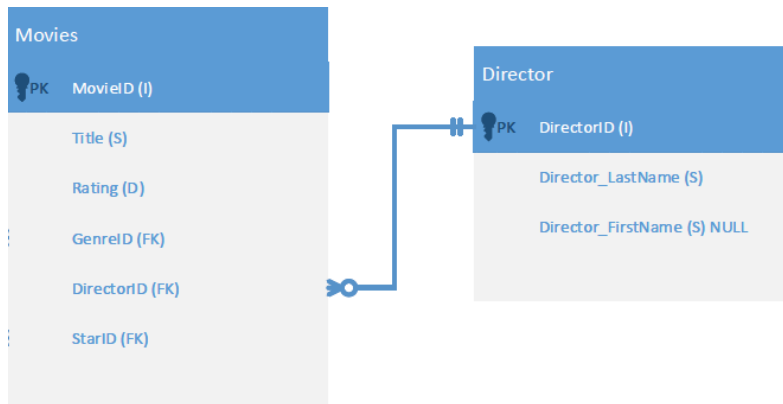 Movies
PK MovieID (I)
Title (S)
Rating (D)
GenreID (FK)
DirectorID (FK)
StarID (FK)
Director
PK DirectorID (I)
Director_LastName (S)
Director_FirstName (S) NULL